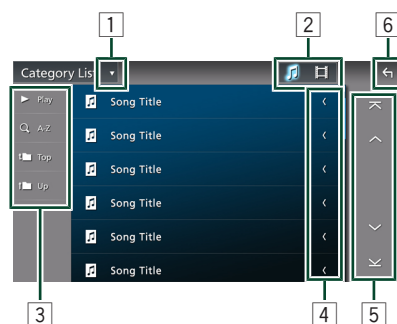 1 2 6
Category List
Play
Song Title
A-Z
Song Title
Top
Song Title
Up
Song Title
Song Title
Song Title
3 4 5